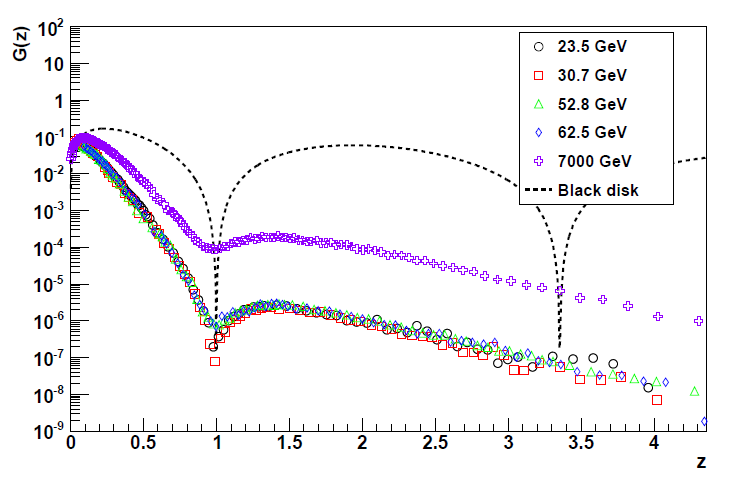 G(z)
10²
10
1
10⁻¹
10⁻²
10⁻³
10⁻⁴
10⁻⁵
10⁻⁶
10⁻⁷
10⁻⁸
10⁻⁹
23.5 GeV
30.7 GeV
52.8 GeV
62.5 GeV
7000 GeV
Black disk
0 0.5 1 1.5 2 2.5 3 3.5 4
z